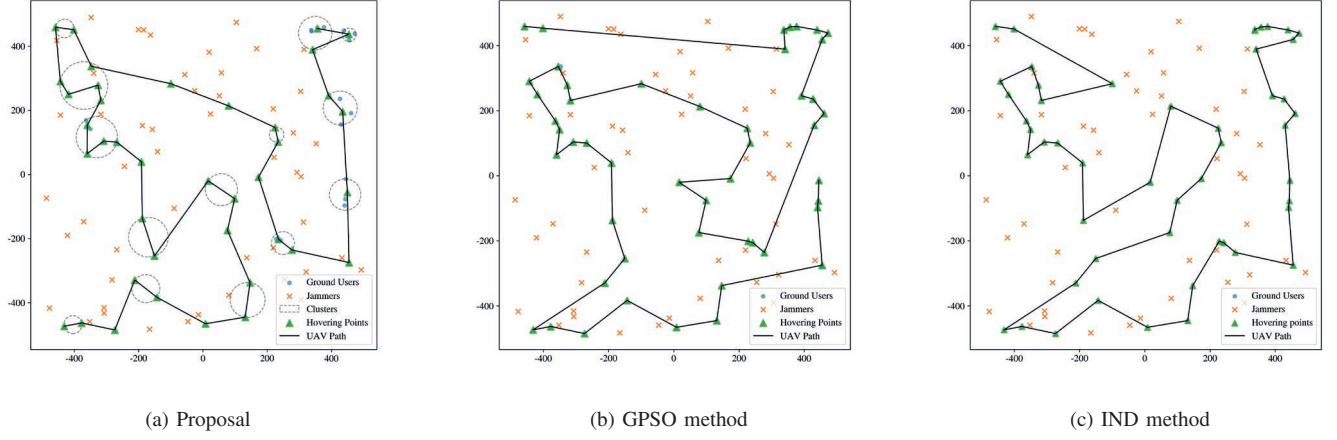 400
200
0
-200
-400
-400
-200
0
200
400
Ground Users
Jammers
Clusters
Hovering Points
UAV Path
(a) Proposal
400
200
0
-200
-400
-400
-200
0
200
400
Ground Users
Jammers
Hovering points
UAV Path
(b) GPSO method
400
200
0
-200
-400
-400
-200
0
200
400
Ground Users
Jammers
Hovering points
UAV Path
(c) IND method